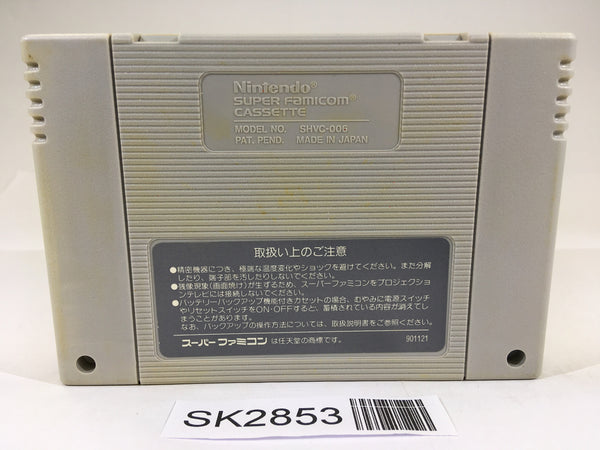 Nintendo®
SUPER FAMICOM®
CASSETTE
MODEL NO. SHVC-006
PAT. PEND. MADE IN JAPAN
取扱い上のご注意
●精密機器につき、極端な温度変化やショックを避けてください。また分解
したり、端子部を汚したりしないでください。
●残像現象(画面焼け)が生ずるため、スーパーファミコンをプロジェクショ
ンテレビには接続しないでください。
●バッテリーバックアップ機能付きカセットの場合、むやみに電源スイッチ
やリセットスイッチをON・OFFすると、蓄積されている内容が消えてし
まうことがあります。
なお、バックアップの操作方法については、取扱説明書をご参照ください。
スーパーファミコン は任天堂の商標です。 901121
SK2853